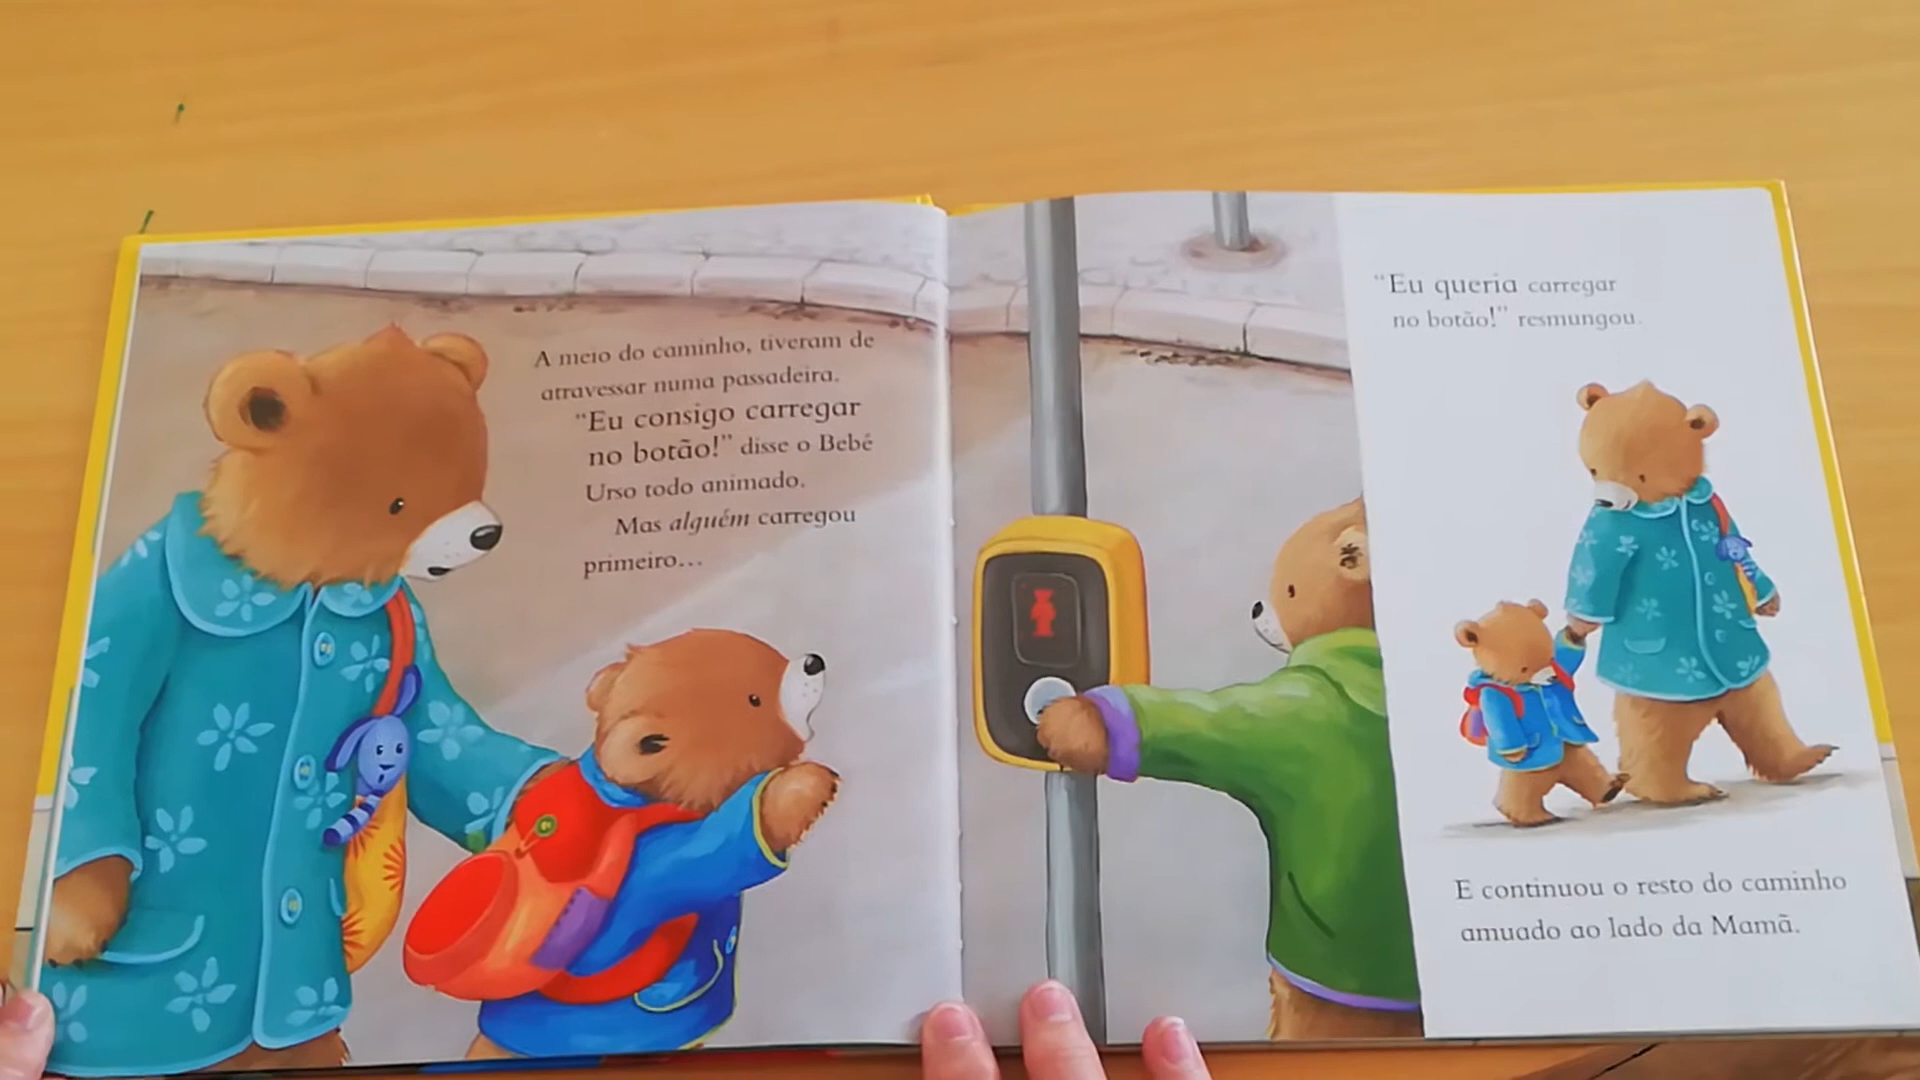 A meio do caminho, tiveram de
atravessar numa passadeira.
“Eu consigo carregar
no botão!” disse o Bebé
Urso todo animado.
Mas alguém carregou
primeiro...
“Eu queria carregar
no botão!” resmungou.
E continuou o resto do caminho
amuado ao lado da Mamã.